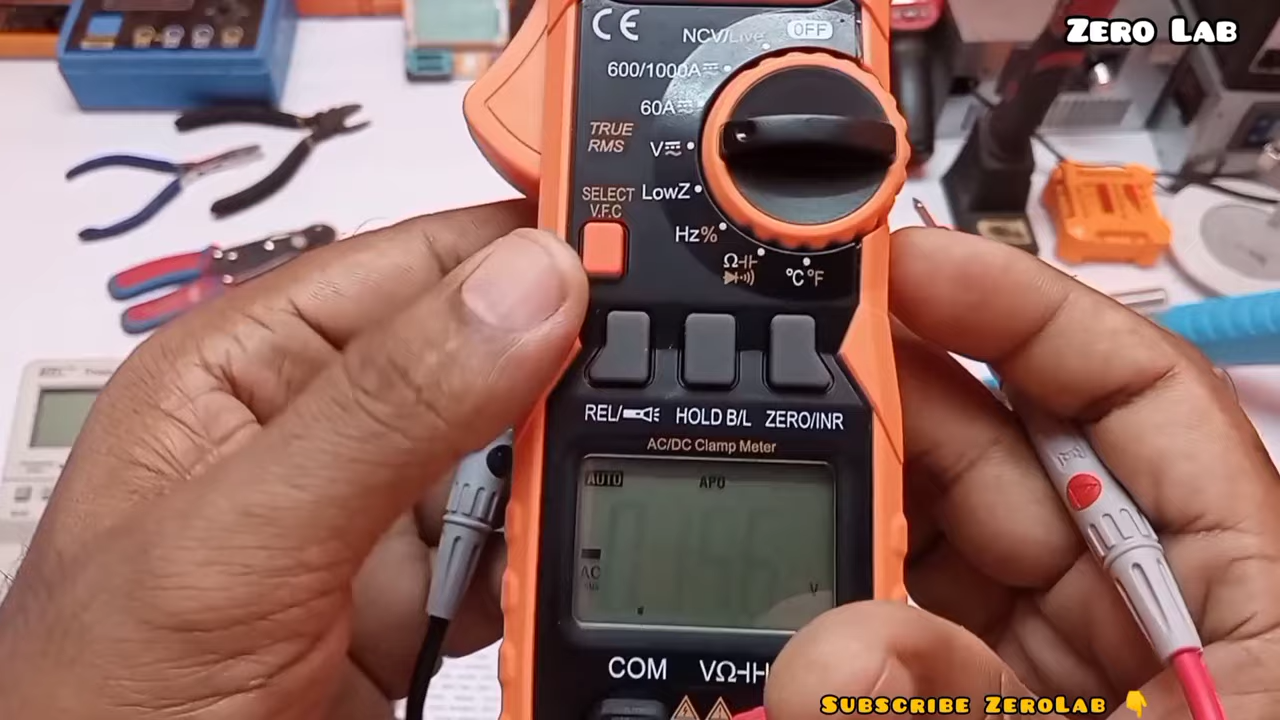 ZERO LAB
CE
NCV/Live OFF
600/1000A
60A
TRUE
RMS
V
LowZ
SELECT
V.F.C
Hz%
Ω
°C °F
REL/
HOLD B/L
ZERO/INR
AC/DC Clamp Meter
AUTO
APO
AC
V
COM
VΩ
SUBSCRIBE ZEROLAB